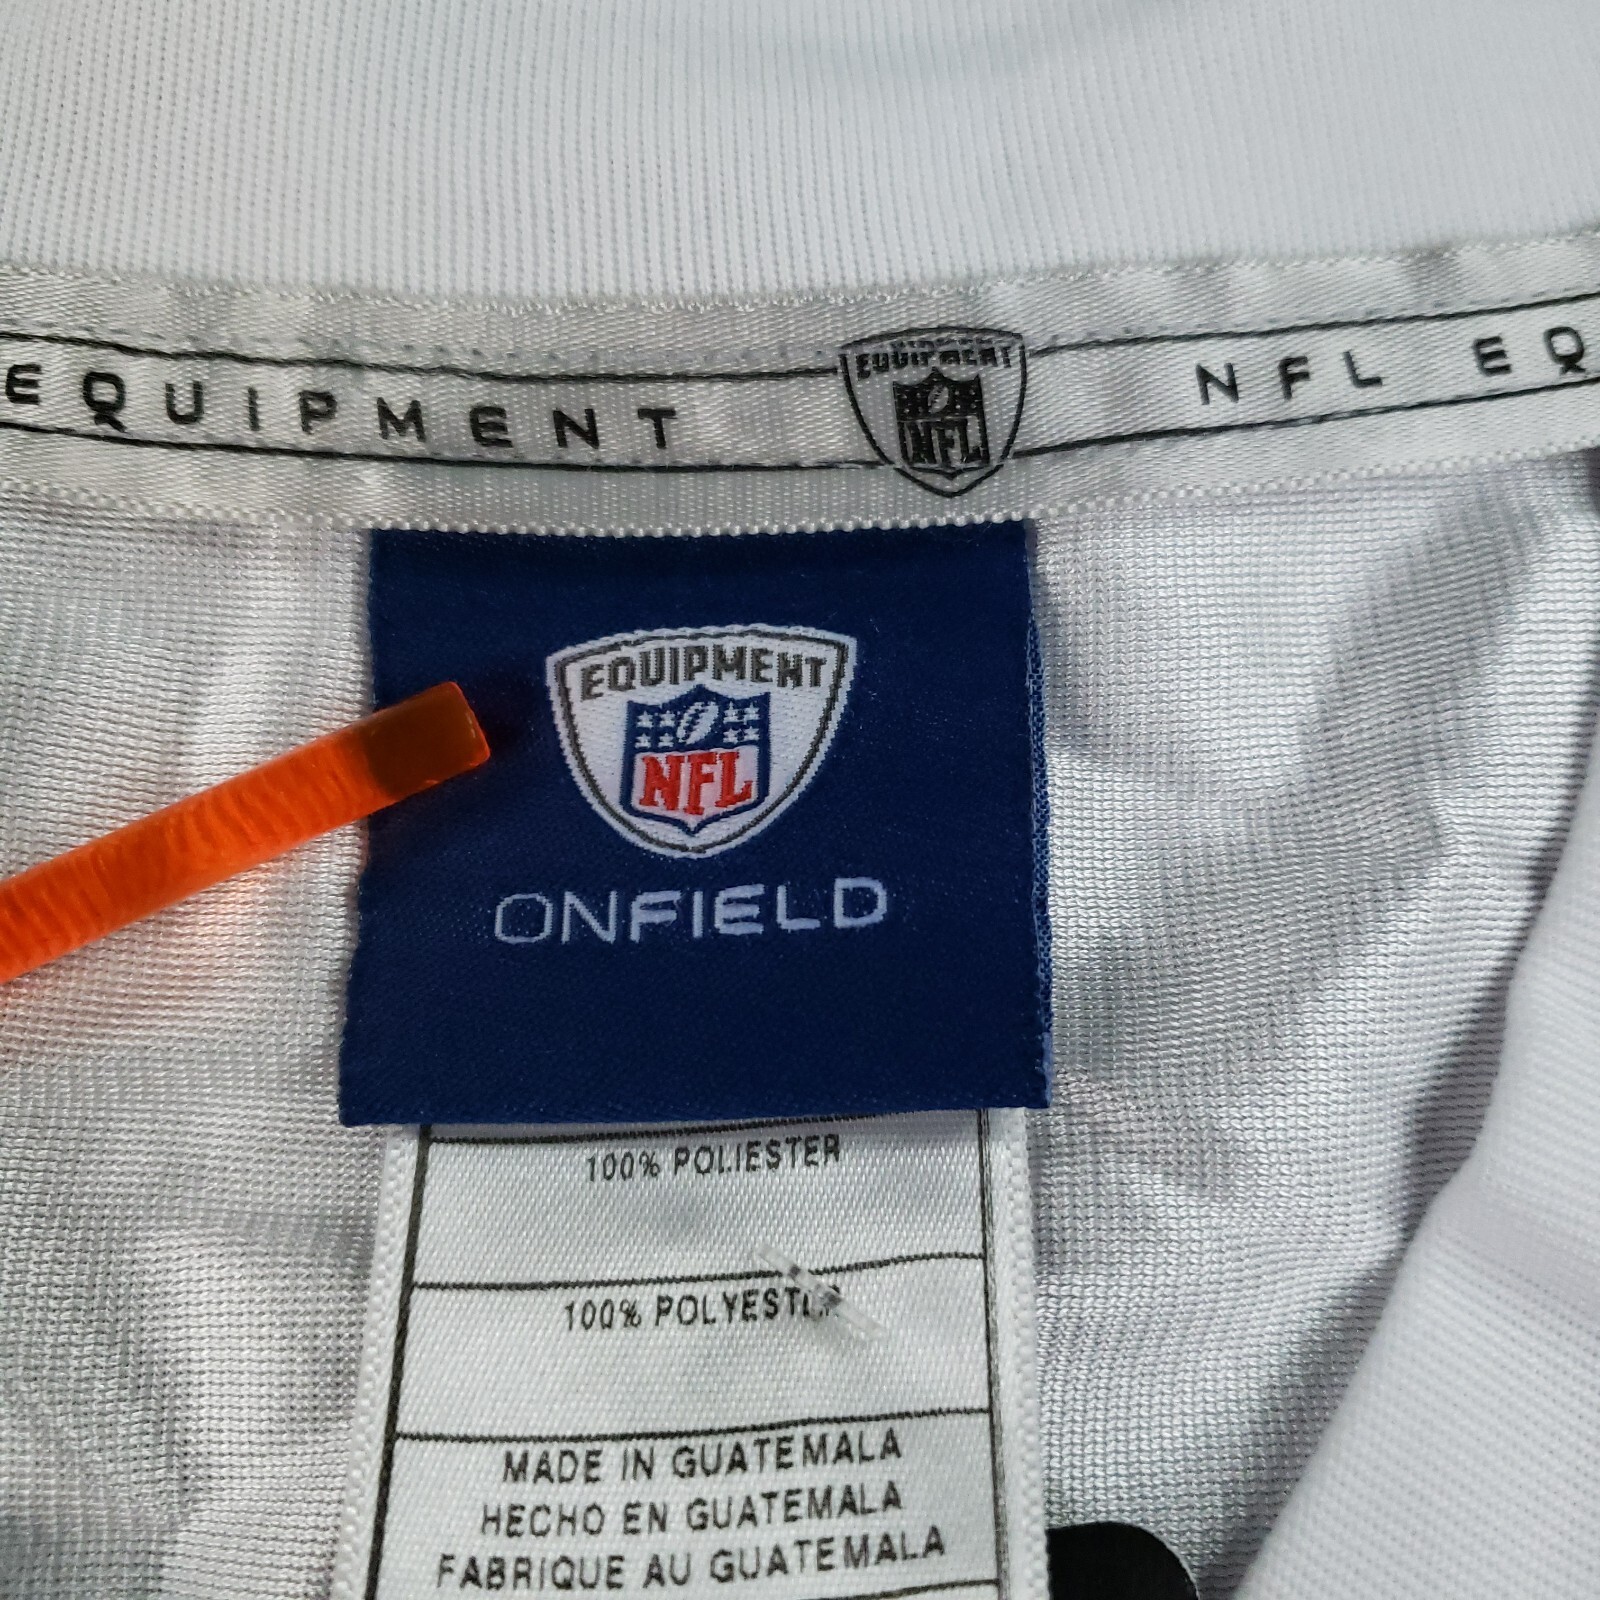 EQUIPMENT
EQUIPMENT
NFL
NFL EQ
EQUIPMENT
NFL
ONFIELD
100% POLIESTER
100% POLYESTER
MADE IN GUATEMALA
HECHO EN GUATEMALA
FABRIQUE AU GUATEMALA